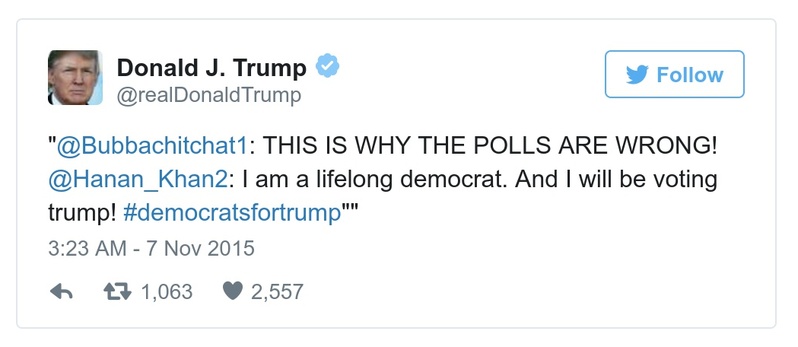 Donald J. Trump
@realDonaldTrump
Follow
"@Bubbachitchat1: THIS IS WHY THE POLLS ARE WRONG!
@Hanan_Khan2: I am a lifelong democrat. And I will be voting
trump! #democratsfortrump""
3:23 AM - 7 Nov 2015
1,063 2,557